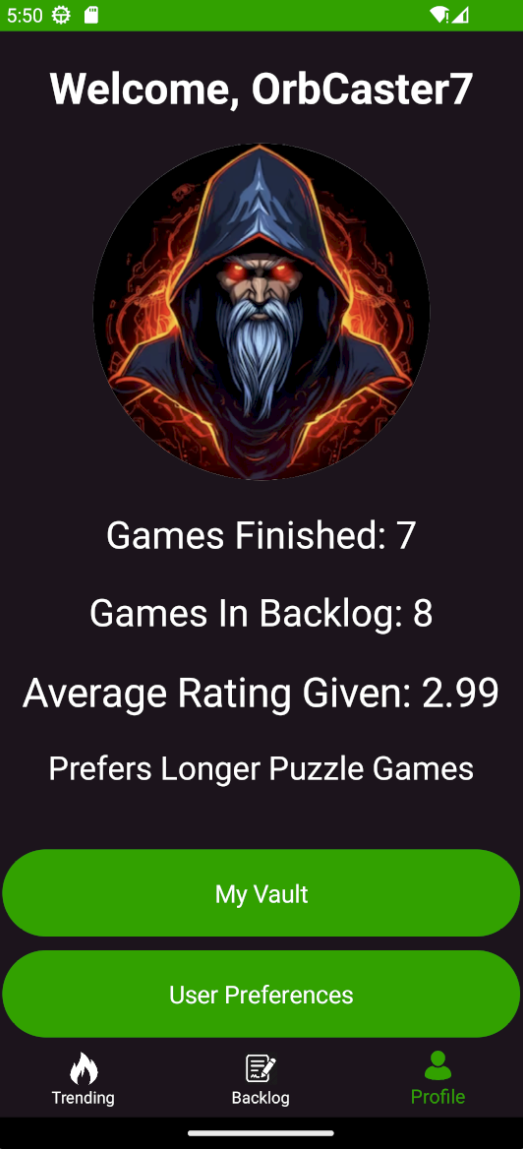 5:50
Welcome, OrbCaster7
Games Finished: 7
Games In Backlog: 8
Average Rating Given: 2.99
Prefers Longer Puzzle Games
My Vault
User Preferences
Trending
Backlog
Profile